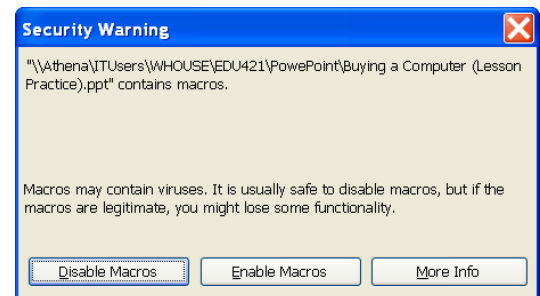 Security Warning
"\\Athena\ITUsers\WHOUSE\EDU421\PowePoint\Buying a Computer (Lesson
Practice).ppt" contains macros.
Macros may contain viruses. It is usually safe to disable macros, but if the
macros are legitimate, you might lose some functionality.
Disable Macros
Enable Macros
More Info